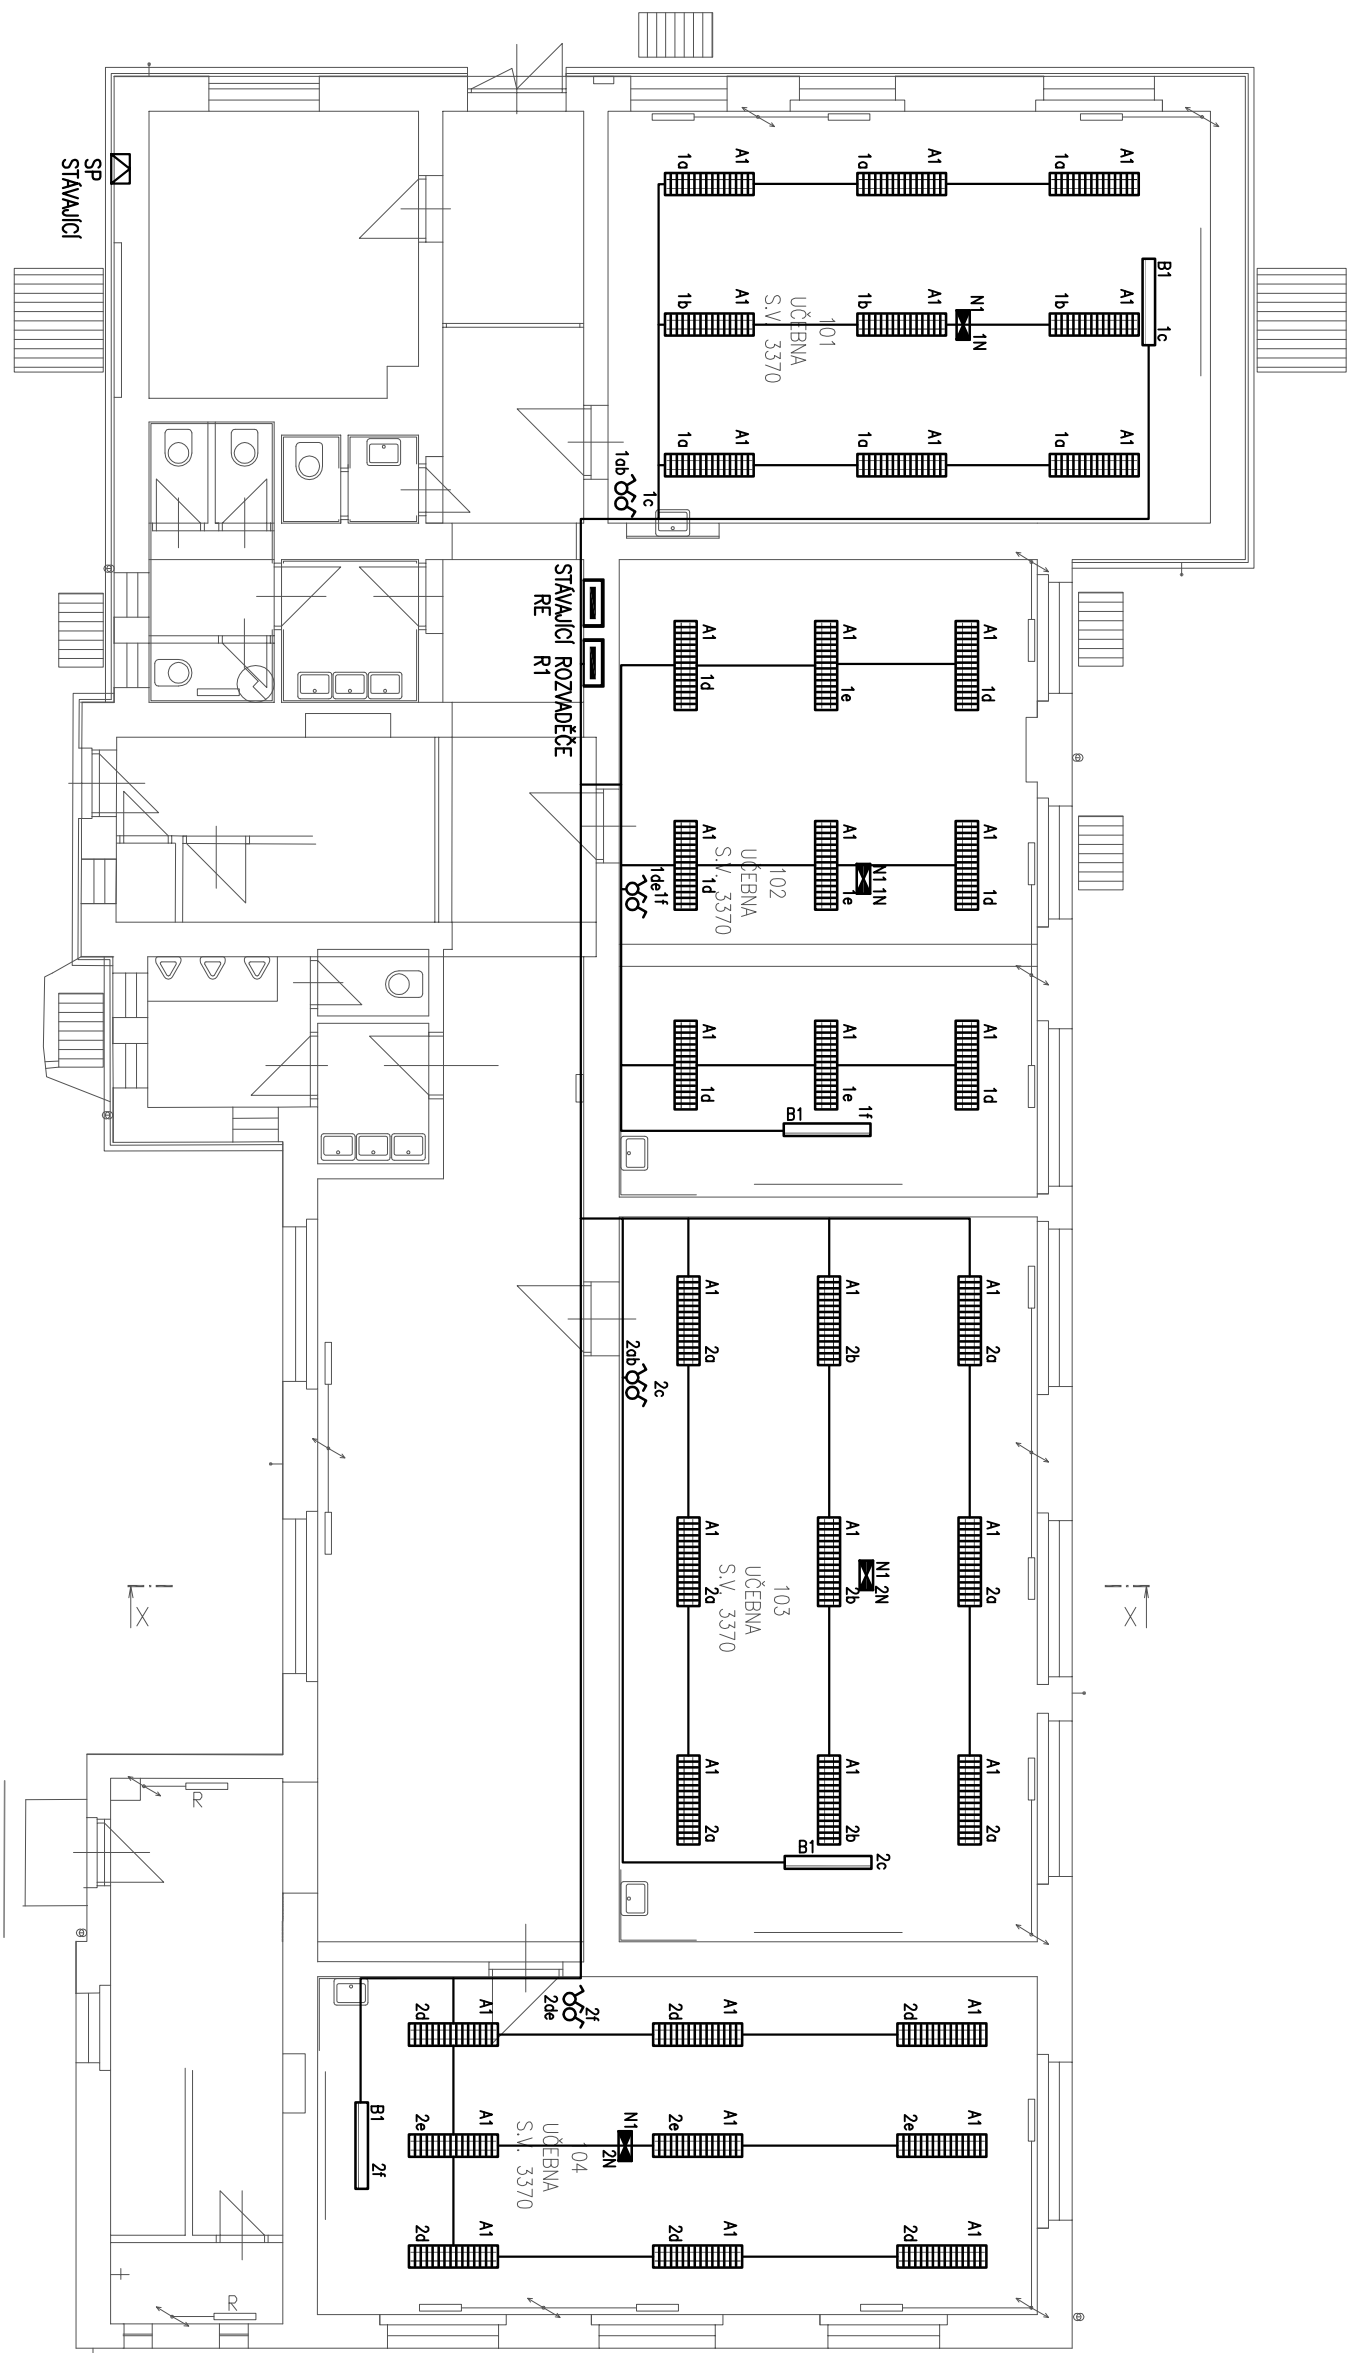 SP
STÁVAJÍCÍ
A1
1a
A1
1a
A1
1a
B1
1c
A1
1b
A1
1b
N1
1N
A1
1b
101
UČEBNA
S.V. 3370
A1
1a
A1
1a
A1
1a
1ab
1c
STÁVAJÍCÍ ROZVADĚČE
RE
R1
A1
1d
A1
1e
A1
1d
A1
1d
A1
1e
A1
1d
N1 1N
102
UČEBNA
S.V. 3370
1de
1f
A1
1d
A1
1e
A1
1d
B1
1f
A1
2a
A1
2b
A1
2a
2ab
2c
A1
2a
A1
2b
A1
2a
N1 2N
103
UČEBNA
S.V. 3370
X
X
A1
2a
A1
2b
A1
2a
B1
2c
R
2f
2de
A1
2d
A1
2d
A1
2d
B1
2f
A1
2e
A1
2e
A1
2e
N1
2N
104
UČEBNA
S.V. 3370
A1
2d
A1
2d
A1
2d
R